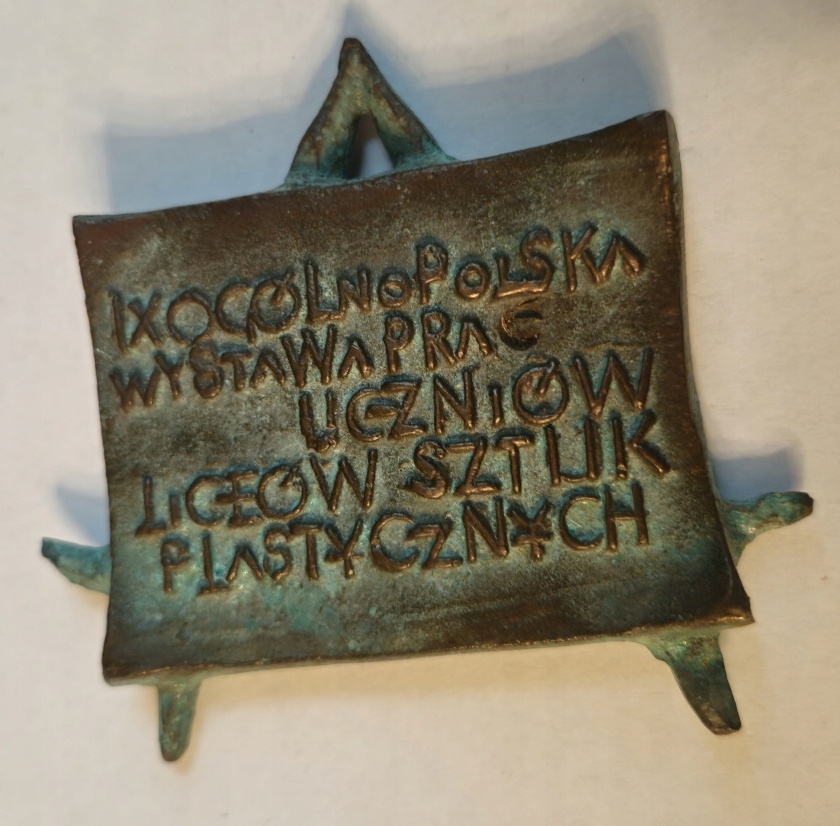 IX OGÓLNOPOLSKA
WYSTAWA PRAC
UCZNIÓW
LICEÓW SZTUK
PLASTYCZNYCH